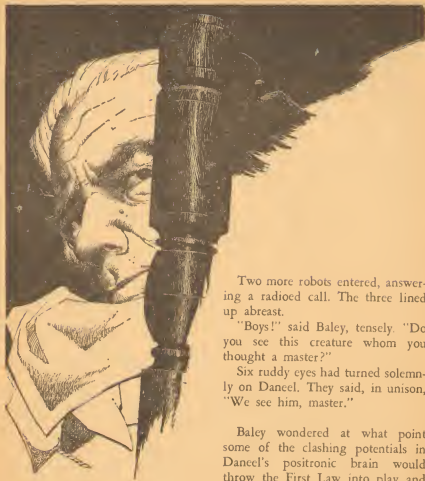 Two more robots entered, answer-
ing a radioed call. The three lined
up abreast.
"Boys!" said Baley, tensely. "Do
you see this creature whom you
thought a master?"
Six ruddy eyes had turned solemn-
ly on Daneel. They said, in unison,
"We see him, master."
Baley wondered at what point
some of the clashing potentials in
Daneel's positronic brain would
throw the First Law into play and